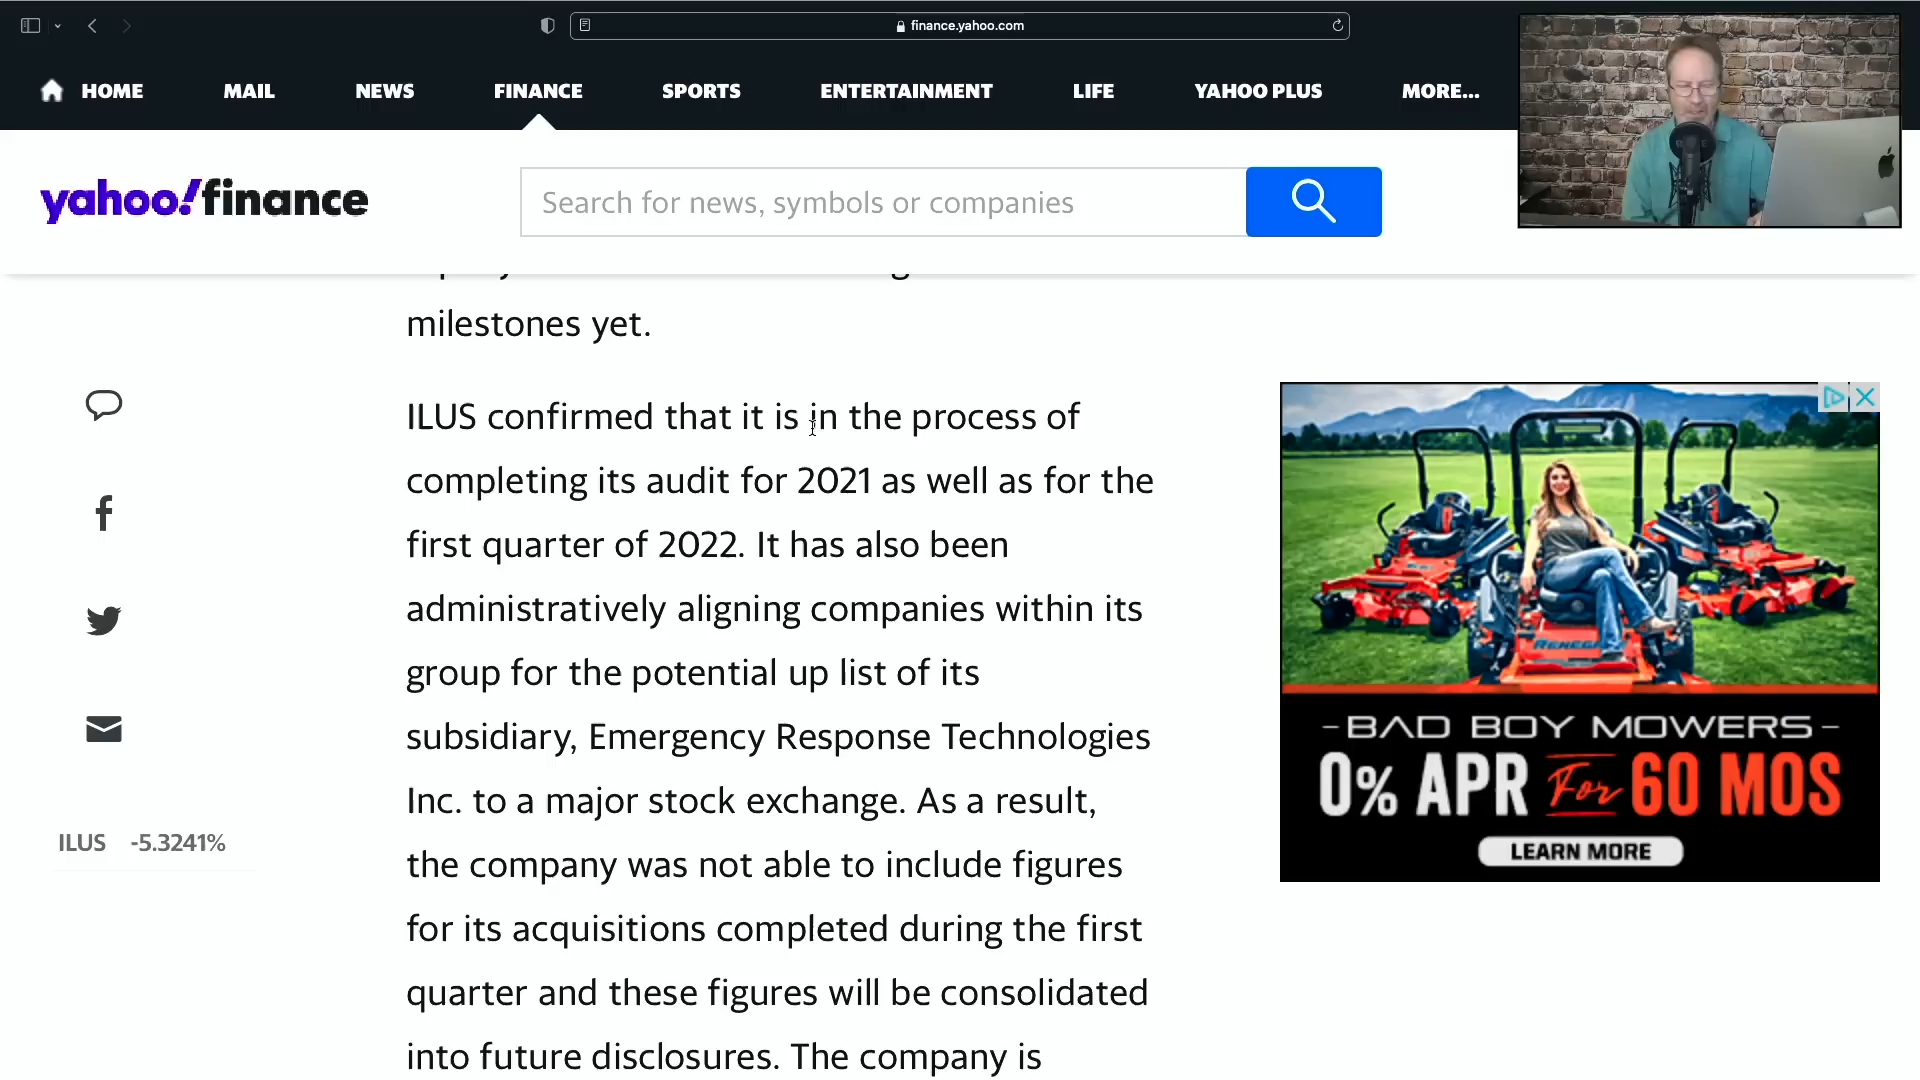 finance.yahoo.com
HOME MAIL NEWS FINANCE SPORTS ENTERTAINMENT LIFE YAHOO PLUS MORE...
yahoo!finance
Search for news, symbols or companies
milestones yet.
ILUS confirmed that it is in the process of
completing its audit for 2021 as well as for the
first quarter of 2022. It has also been
administratively aligning companies within its
group for the potential up list of its
subsidiary, Emergency Response Technologies
Inc. to a major stock exchange. As a result,
the company was not able to include figures
for its acquisitions completed during the first
quarter and these figures will be consolidated
into future disclosures. The company is
ILUS -5.3241%
RENEGADE
-BAD BOY MOWERS-
0% APR For 60 MOS
LEARN MORE